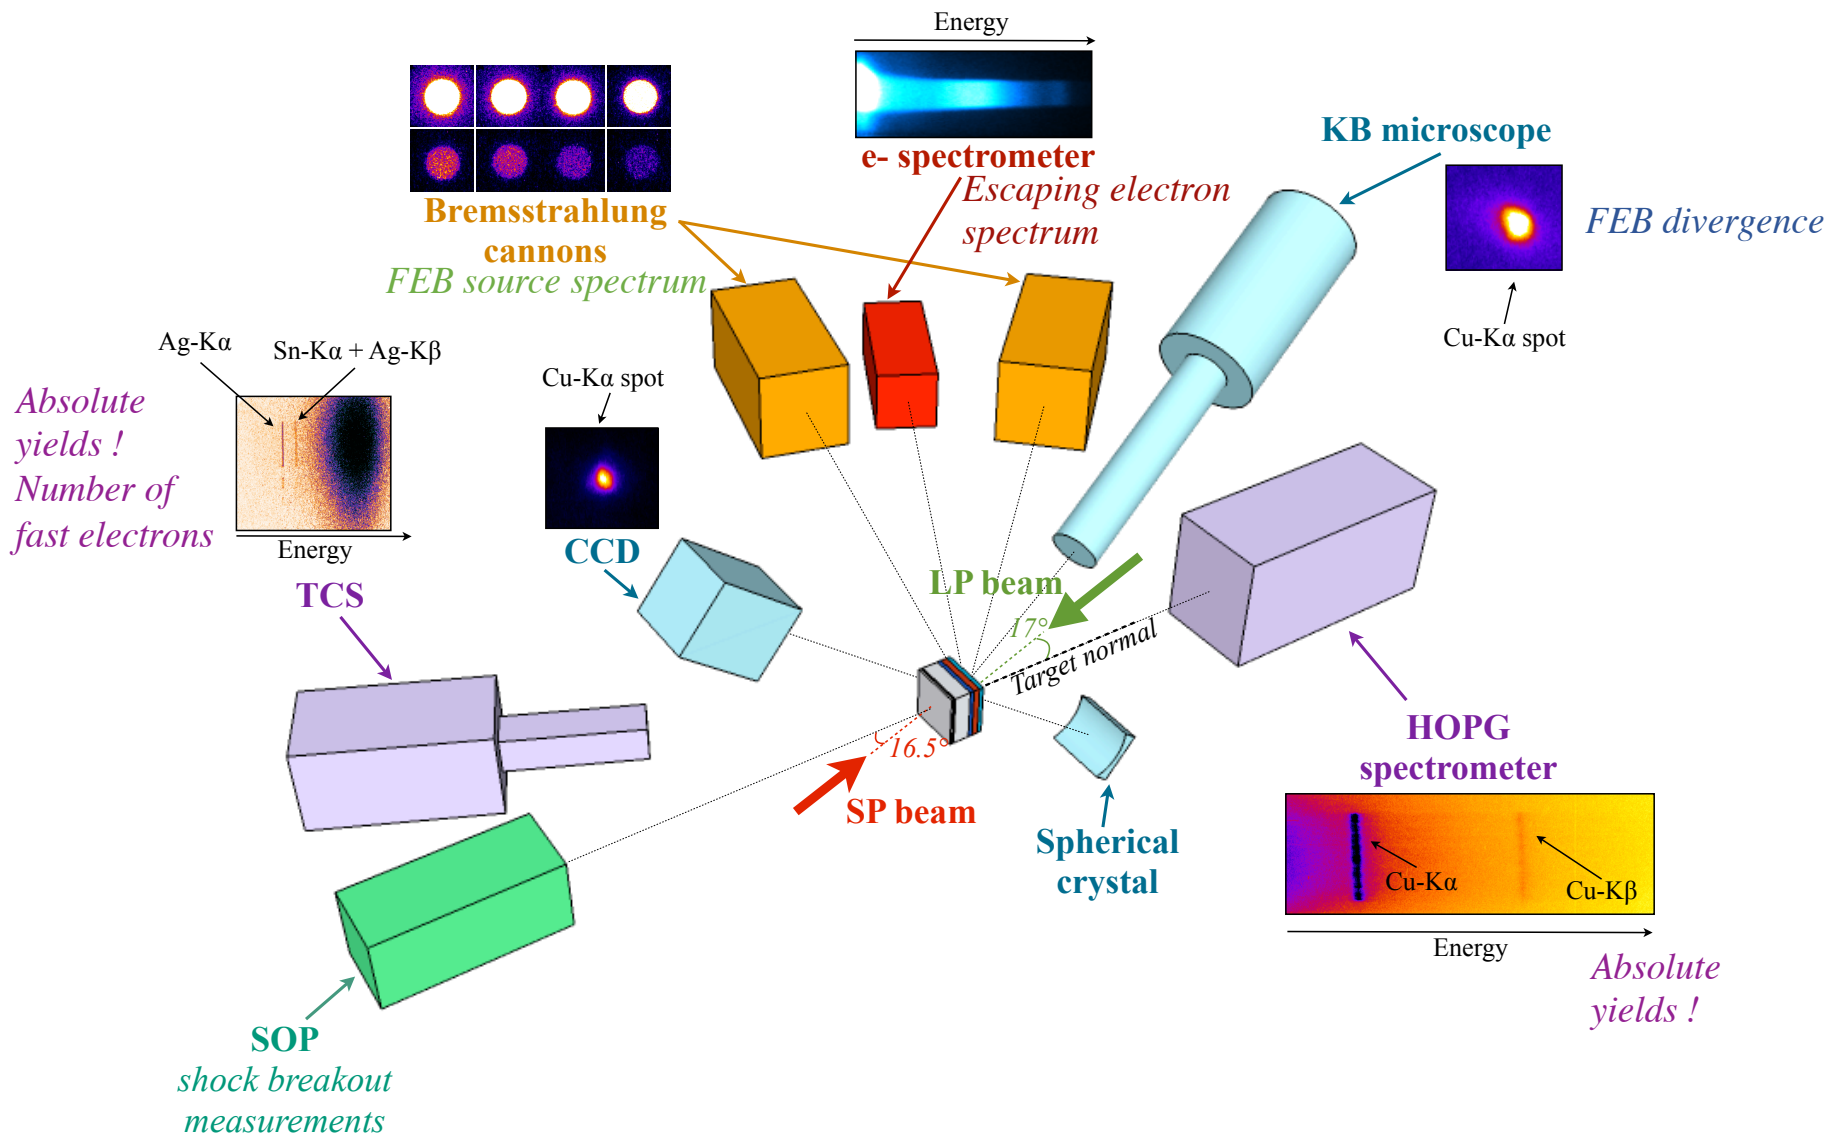 Energy
e- spectrometer
Escaping electron
spectrum
KB microscope
FEB divergence
Cu-Kα spot
Bremsstrahlung
cannons
FEB source spectrum
Ag-Kα
Sn-Kα + Ag-Kβ
Absolute
yields !
Number of
fast electrons
Energy
TCS
Cu-Kα spot
CCD
LP beam
17°
Target normal
16.5°
SP beam
Spherical
crystal
HOPG
spectrometer
Cu-Kα
Cu-Kβ
Energy
Absolute
yields !
SOP
shock breakout
measurements